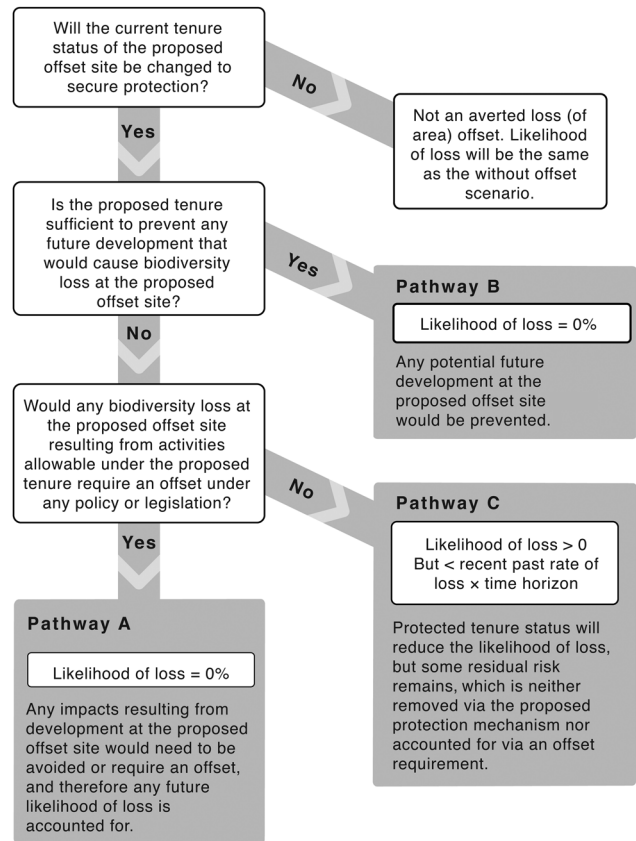 Will the current tenure
status of the proposed
offset site be changed to
secure protection?
No
Not an averted loss (of
area) offset. Likelihood
of loss will be the same
as the without offset
scenario.
Yes
Is the proposed tenure
sufficient to prevent any
future development that
would cause biodiversity
loss at the proposed
offset site?
Yes
Pathway B
Likelihood of loss = 0%
Any potential future
development at the
proposed offset site
would be prevented.
No
Would any biodiversity loss at
the proposed offset site
resulting from activities
allowable under the proposed
tenure require an offset under
any policy or legislation?
No
Pathway C
Likelihood of loss > 0
But < recent past rate of
loss × time horizon
Protected tenure status will
reduce the likelihood of loss,
but some residual risk
remains, which is neither
removed via the proposed
protection mechanism nor
accounted for via an offset
requirement.
Yes
Pathway A
Likelihood of loss = 0%
Any impacts resulting from
development at the proposed
offset site would need to be
avoided or require an offset,
and therefore any future
likelihood of loss is
accounted for.